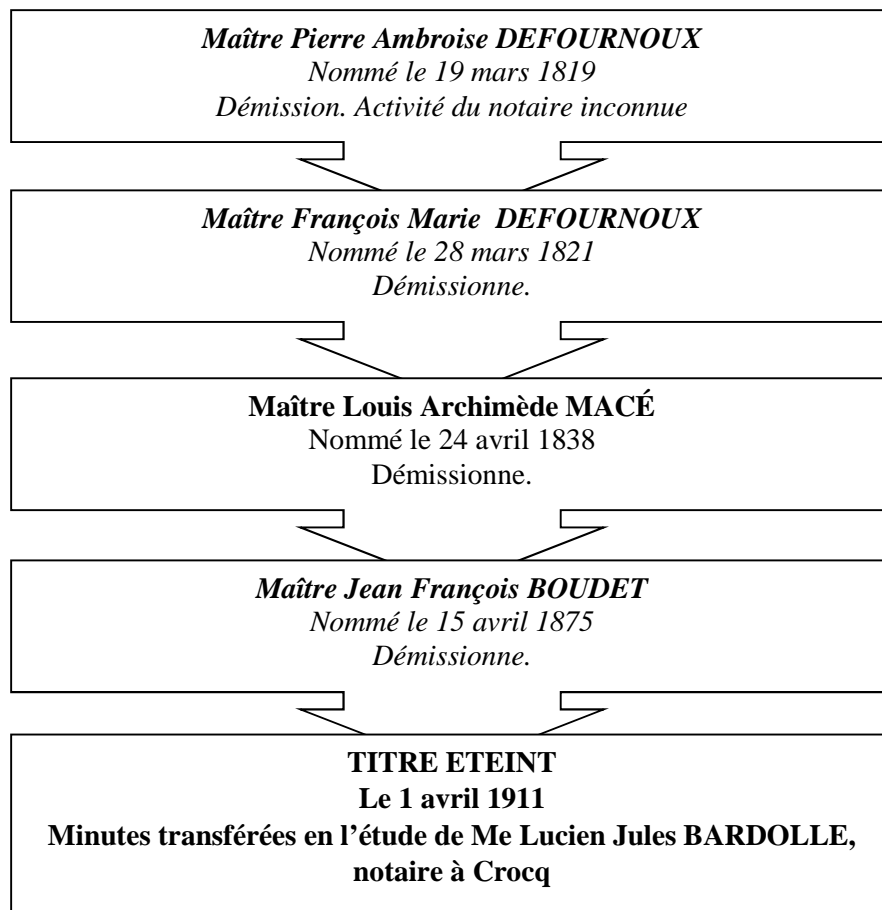 Maître Pierre Ambroise DEFOURNOUX
Nommé le 19 mars 1819
Démission. Activité du notaire inconnue
Maître François Marie DEFOURNOUX
Nommé le 28 mars 1821
Démissionne.
Maître Louis Archimède MACÉ
Nommé le 24 avril 1838
Démissionne.
Maître Jean François BOUDET
Nommé le 15 avril 1875
Démissionne.
TITRE ETEINT
Le 1 avril 1911
Minutes transférées en l’étude de Me Lucien Jules BARDOLLE,
notaire à Crocq